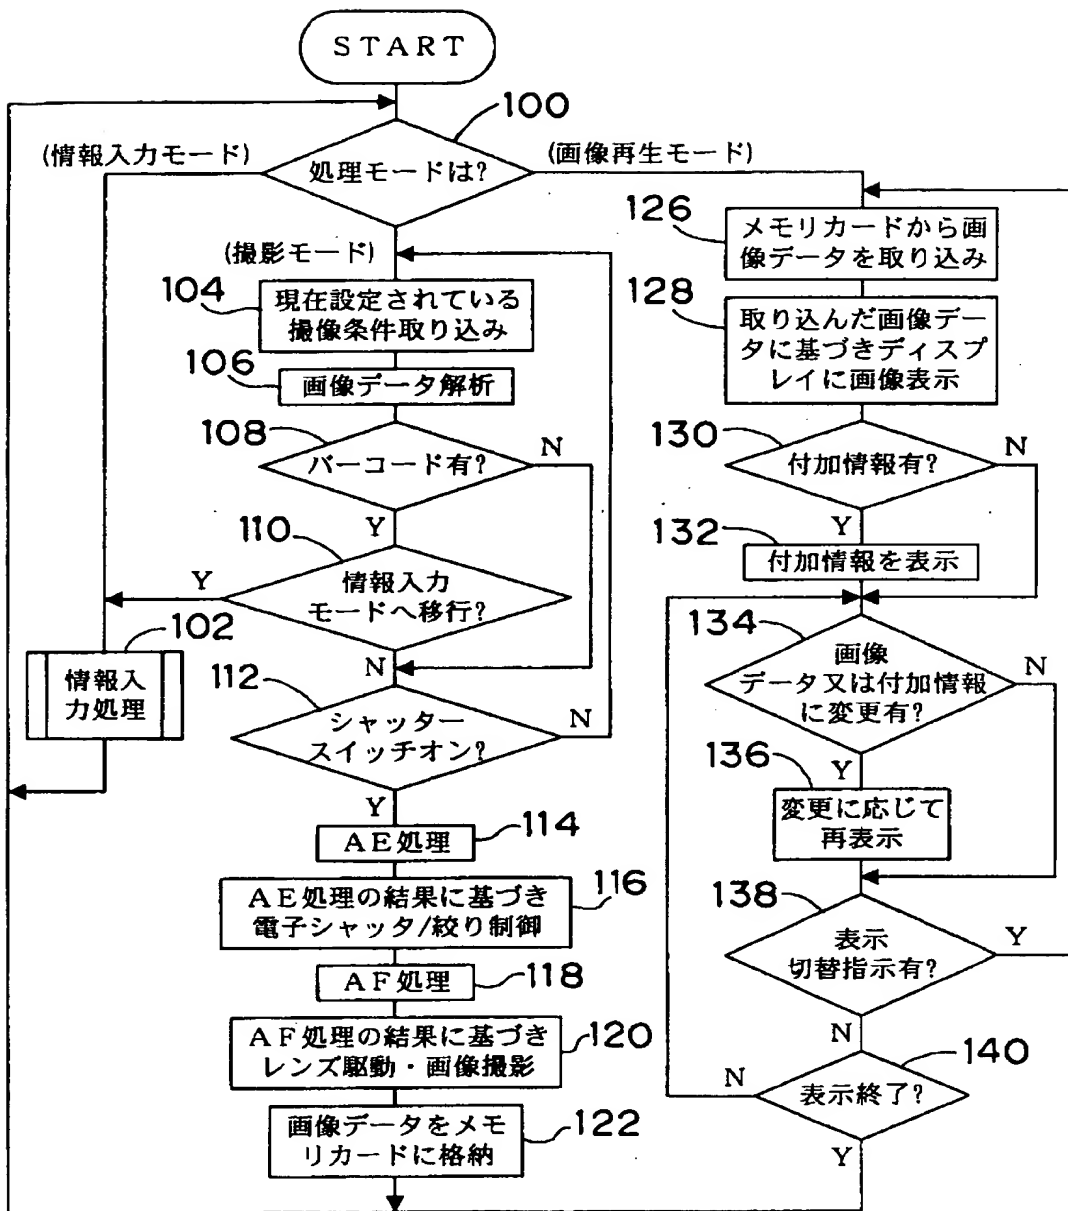 START
100
(情報入力モード)
処理モードは?
(画像再生モード)
(撮影モード)
104
現在設定されている
撮像条件取り込み
106
画像データ解析
108
バーコード有?
N
Y
110
情報入力
モードへ移行?
Y
N
102
情報入
力処理
112
シャッター
スイッチオン?
N
Y
AE処理
114
AE処理の結果に基づき
電子シャッタ/絞り制御
116
AF処理
118
AF処理の結果に基づき
レンズ駆動・画像撮影
120
画像データをメモ
リカードに格納
122
126
メモリカードから画
像データを取り込み
128
取り込んだ画像デー
タに基づきディスプ
レイに画像表示
130
付加情報有?
N
Y
132
付加情報を表示
134
画像
データ又は付加情報
に変更有?
N
Y
136
変更に応じて
再表示
138
表示
切替指示有?
Y
N
140
表示終了?
N
Y